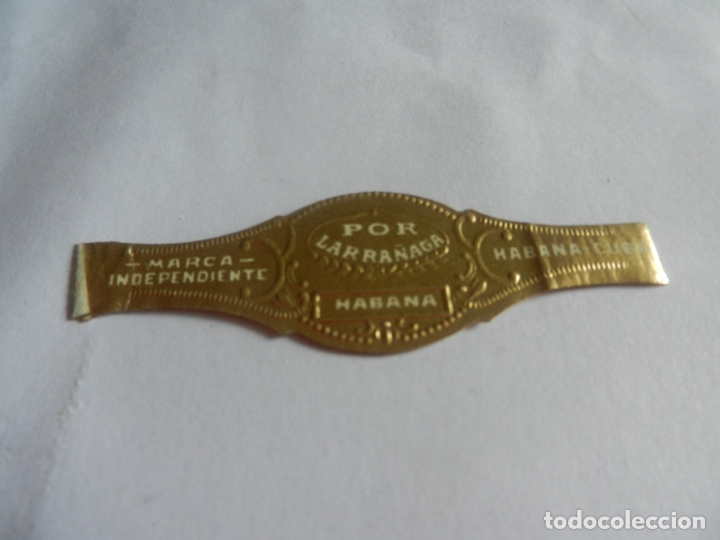 — MARCA —
INDEPENDIENTE
POR
LARRAÑAGA
HABANA
HABANA-CUBA
todocoleccion